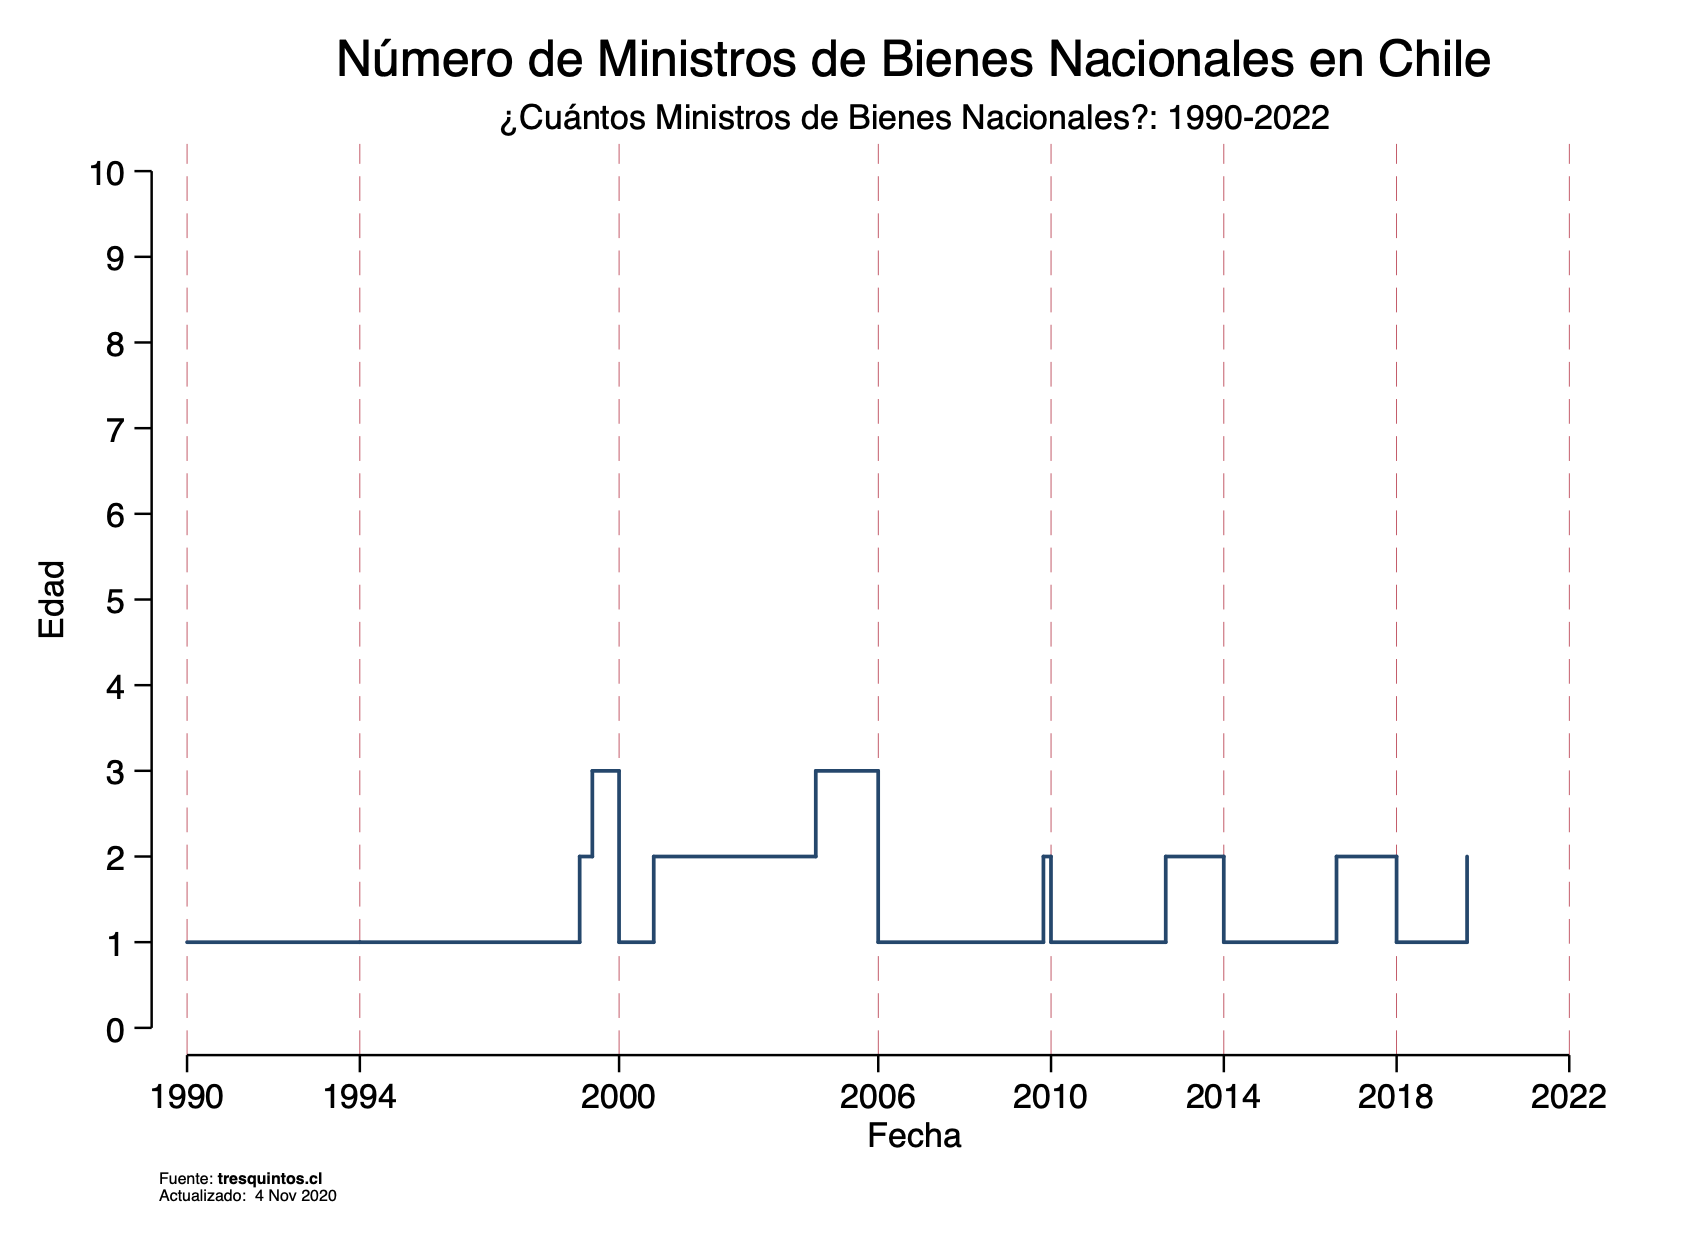 Número de Ministros de Bienes Nacionales en Chile
¿Cuántos Ministros de Bienes Nacionales?: 1990-2022
10
9
8
7
6
5
4
3
2
1
0
Edad
1990 1994 2000 2006 2010 2014 2018 2022
Fecha
Fuente: tresquintos.cl
Actualizado: 4 Nov 2020